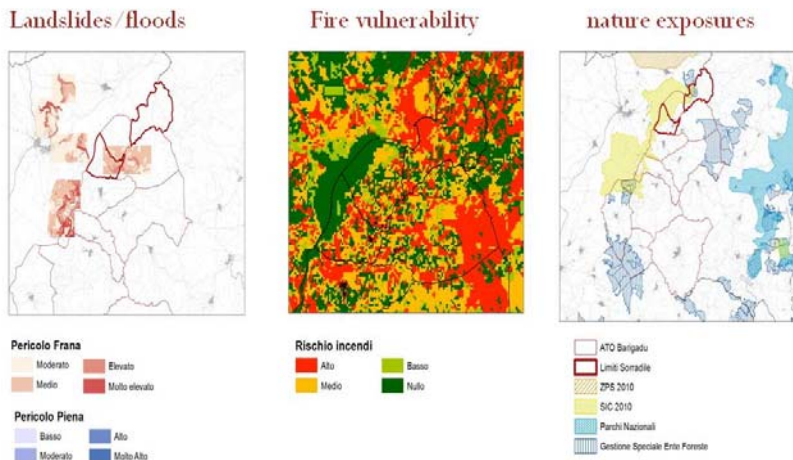 Landslides/floods
Fire vulnerability
nature exposures
Pericolo Frana
Moderato
Elevato
Medio
Molto elevato
Pericolo Piena
Basso
Alto
Moderato
Molto Alto
Rischio incendi
Alto
Basso
Medio
Nullo
ATO Barigadu
Limiti Sorradile
ZPS 2010
SIC 2010
Parchi Nazionali
Gestione Speciale Ente Foreste